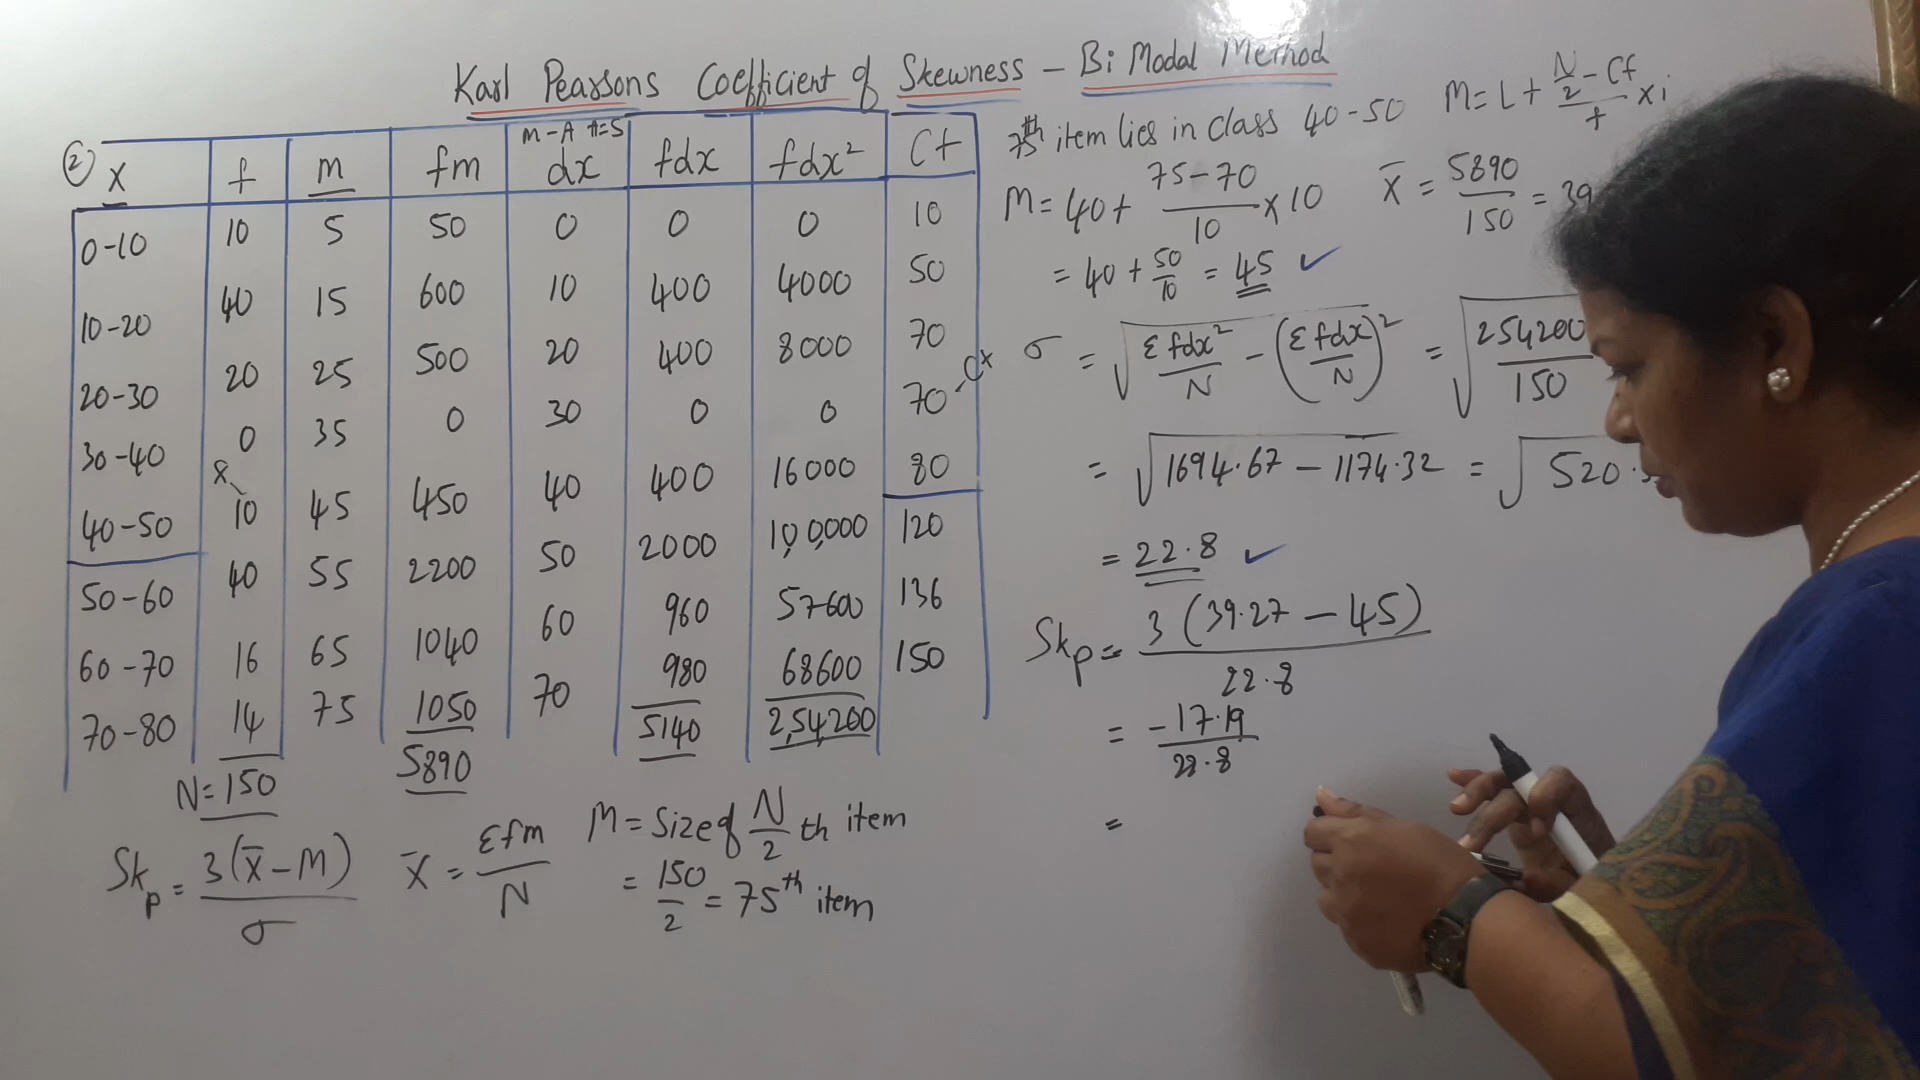 Karl Pearsons Coefficient of Skewness - Bi Modal Method
② X f m fm m-A A=5 dx fdx fdx² Cf
0-10 10 5 50 0 0 0 10
10-20 40 15 600 10 400 4000 50
20-30 20 25 500 20 400 8000 70
30-40 0 35 0 30 0 0 70
40-50 10 45 450 40 400 16000 80
50-60 40 55 2200 50 2000 1,0,0000 120
60-70 16 65 1040 60 960 57600 136
70-80 14 75 1050 70 980 68600 150
N=150 5890 5140 2,54,200
Skp = 3(X̄-M)/σ
X̄ = Σfm/N
M = Size of N/2 th item
= 150/2 = 75th item
M = L + (N/2 - Cf)/f x i
75th item lies in class 40-50
M = 40 + (75-70)/10 x 10
X̄ = 5890/150 = 39
= 40 + 50/10 = 45 ✓
σ = √(Σfdx²/N - (Σfdx/N)²) = √(254200/150
= √(1694.67 - 1174.32) = √520.
= 22.8 ✓
Skp = 3(39.27 - 45)/22.8
= -17.19/22.8
=